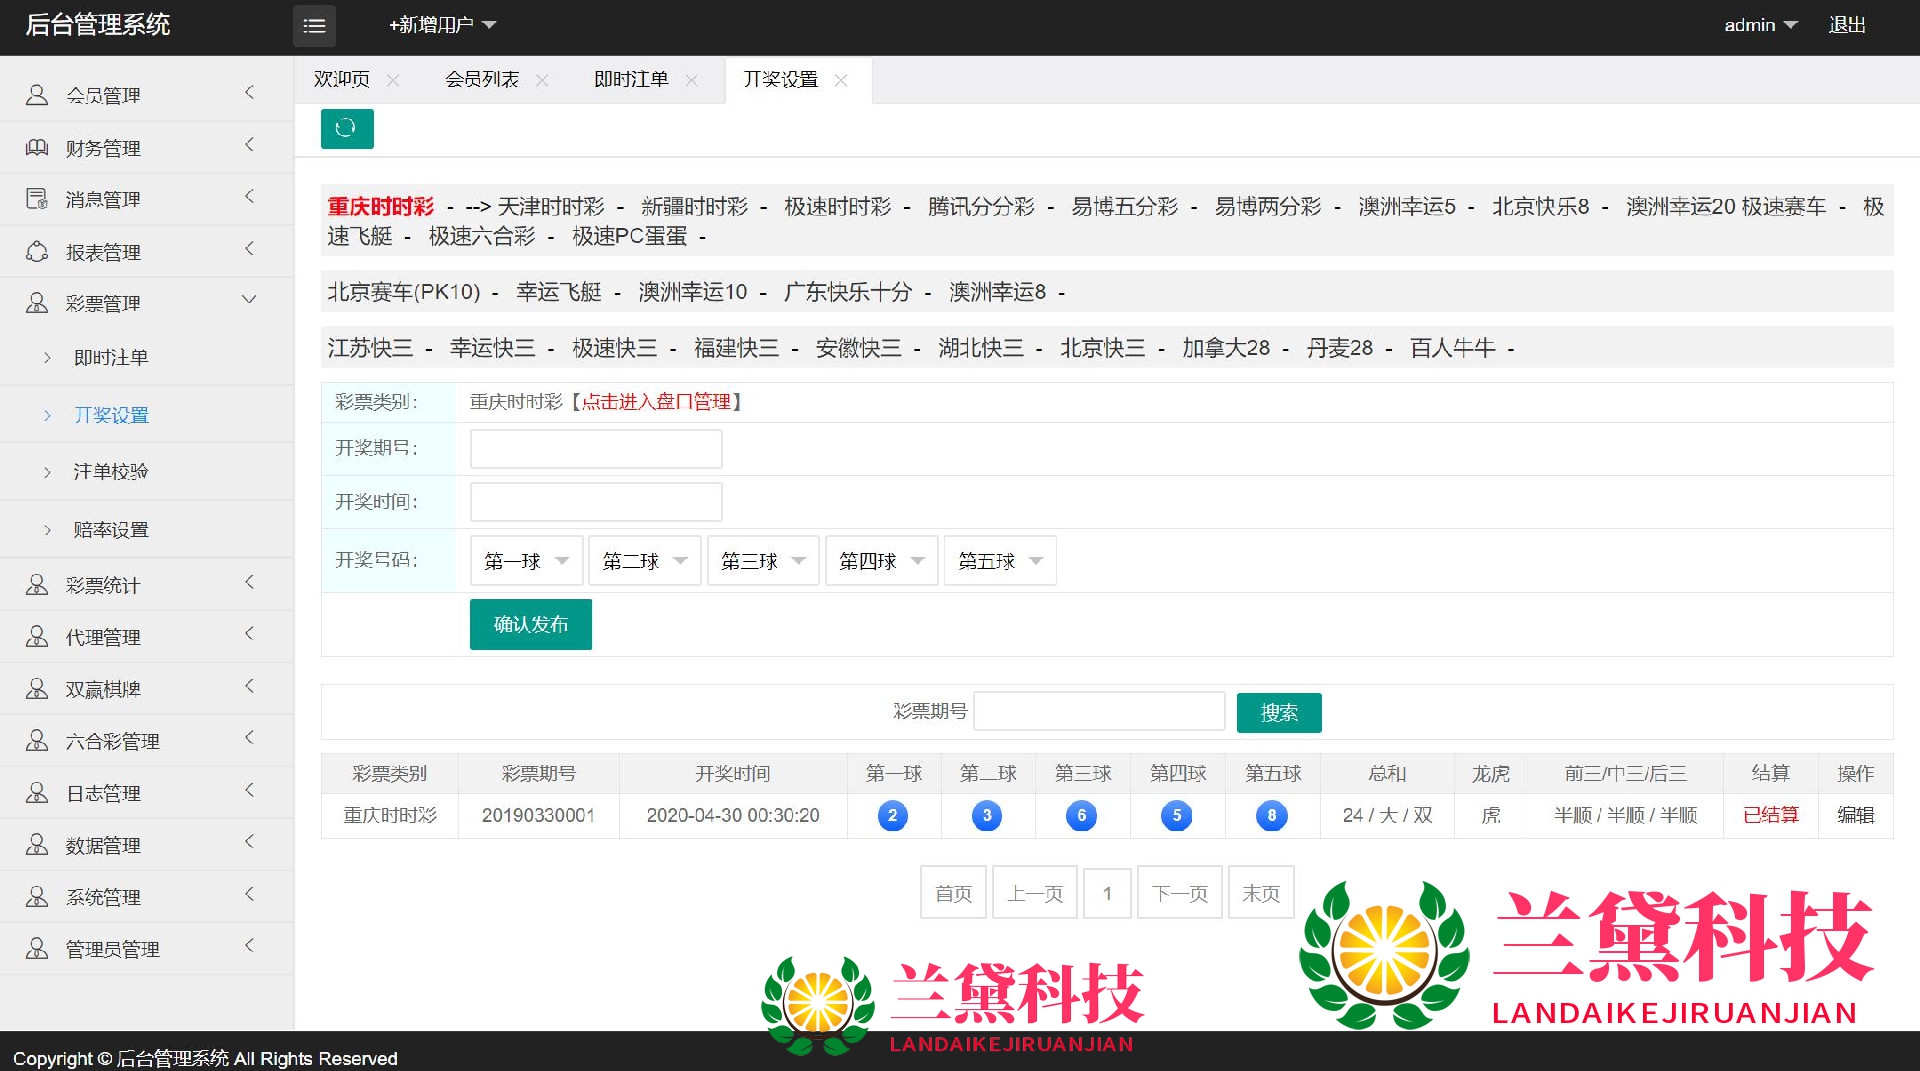 后台管理系统
+新增用户
admin
退出
欢迎页
会员列表
即时注单
开奖设置
会员管理
财务管理
消息管理
报表管理
彩票管理
即时注单
开奖设置
注单校验
赔率设置
彩票统计
代理管理
双赢棋牌
六合彩管理
日志管理
数据管理
系统管理
管理员管理
重庆时时彩 - --> 天津时时彩 - 新疆时时彩 - 极速时时彩 - 腾讯分分彩 - 易博五分彩 - 易博两分彩 - 澳洲幸运5 - 北京快乐8 - 澳洲幸运20 极速赛车 - 极
速飞艇 - 极速六合彩 - 极速PC蛋蛋 -
北京赛车(PK10) - 幸运飞艇 - 澳洲幸运10 - 广东快乐十分 - 澳洲幸运8 -
江苏快三 - 幸运快三 - 极速快三 - 福建快三 - 安徽快三 - 湖北快三 - 北京快三 - 加拿大28 - 丹麦28 - 百人牛牛 -
彩票类别： 重庆时时彩【点击进入盘口管理】
开奖期号：
开奖时间：
开奖号码： 第一球 第二球 第三球 第四球 第五球
确认发布
彩票期号 搜索
彩票类别 彩票期号 开奖时间 第一球 第二球 第三球 第四球 第五球 总和 龙虎 前三/中三/后三 结算 操作
重庆时时彩 20190330001 2020-04-30 00:30:20 2 3 6 5 8 24 / 大 / 双 虎 半顺 / 半顺 / 半顺 已结算 编辑
首页 上一页 1 下一页 末页
兰黛科技
LANDAIKEJIRUANJIAN
兰黛科技
LANDAIKEJIRUANJIAN
Copyright © 后台管理系统 All Rights Reserved